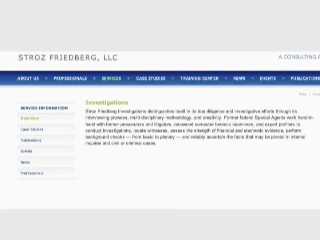 STROZ FRIEDBERG, LLC
A CONSULTING
ABOUT US
PROFESSIONALS
SERVICES
CASE STUDIES
TRAINING CENTER
NEWS
EVENTS
PUBLICATION
SERVICES INFORMATION
Overview
Case Studies
Publications
Events
News
Professionals
Investigations
Stroz Friedberg Investigations distinguishes itself in its due diligence and investigative efforts through its
interviewing prowess, multi-disciplinary methodology, and creativity. Former federal Special Agents work hand-in-
hand with former prosecutors and litigators, renowned computer forensic examiners, and expert profilers to
conduct investigations, locate witnesses, assess the strength of financial and electronic evidence, perform
background checks — from basic to plenary — and reliably ascertain the facts that may be pivotal in internal
inquiries and civil or criminal cases.